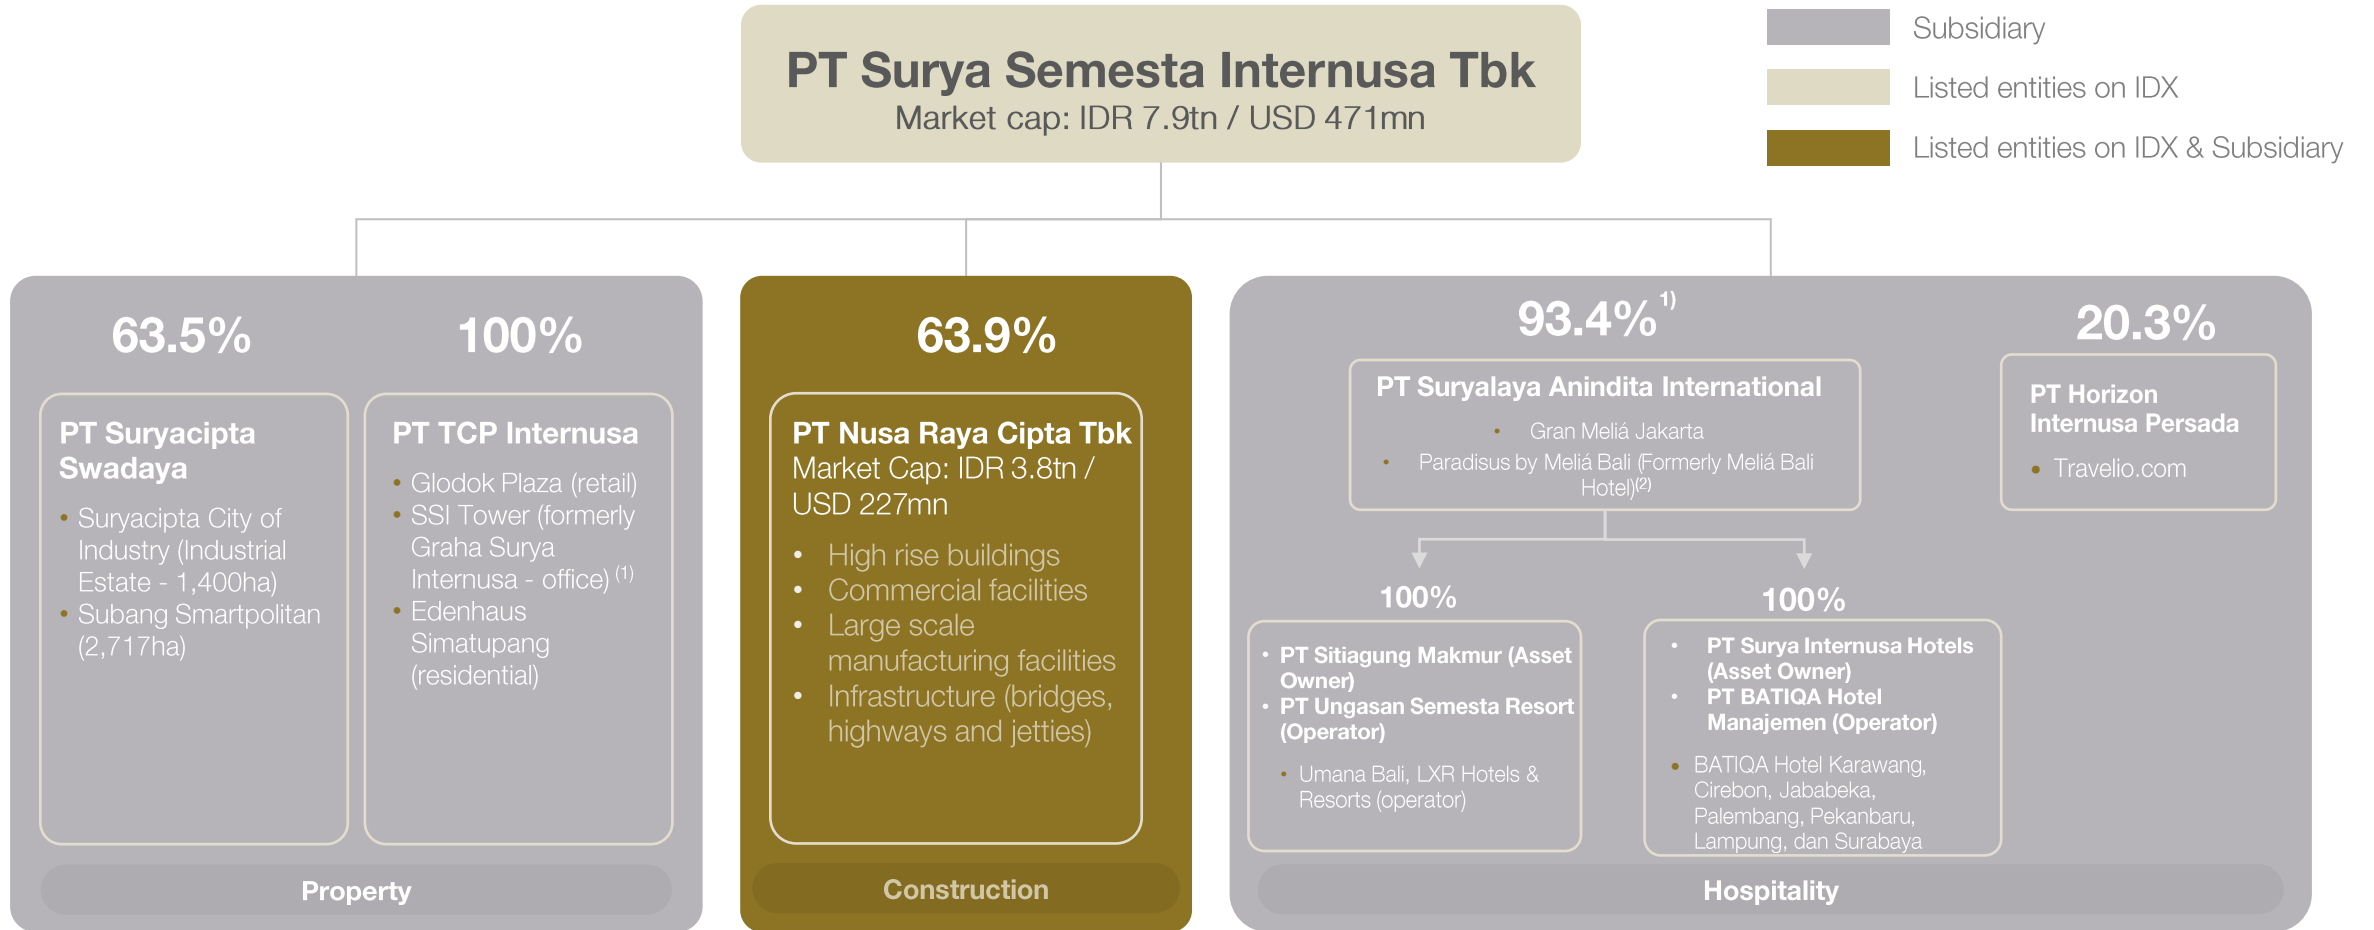 PT Surya Semesta Internusa Tbk
Market cap: IDR 7.9tn / USD 471mn
Subsidiary
Listed entities on IDX
Listed entities on IDX & Subsidiary
63.5%
PT Suryacipta
Swadaya
• Suryacipta City of
Industry (Industrial
Estate - 1,400ha)
• Subang Smartpolitan
(2,717ha)
100%
PT TCP Internusa
• Glodok Plaza (retail)
• SSI Tower (formerly
Graha Surya
Internusa - office) (1)
• Edenhaus
Simatupang
(residential)
Property
63.9%
PT Nusa Raya Cipta Tbk
Market Cap: IDR 3.8tn /
USD 227mn
• High rise buildings
• Commercial facilities
• Large scale
manufacturing facilities
• Infrastructure (bridges,
highways and jetties)
Construction
93.4% 1)
PT Suryalaya Anindita International
• Gran Meliá Jakarta
• Paradisus by Meliá Bali (Formerly Meliá Bali
Hotel)(2)
100%
• PT Sitiagung Makmur (Asset
Owner)
• PT Ungasan Semesta Resort
(Operator)
• Umana Bali, LXR Hotels &
Resorts (operator)
100%
• PT Surya Internusa Hotels
(Asset Owner)
• PT BATIQA Hotel
Manajemen (Operator)
• BATIQA Hotel Karawang,
Cirebon, Jababeka,
Palembang, Pekanbaru,
Lampung, dan Surabaya
20.3%
PT Horizon
Internusa Persada
• Travelio.com
Hospitality